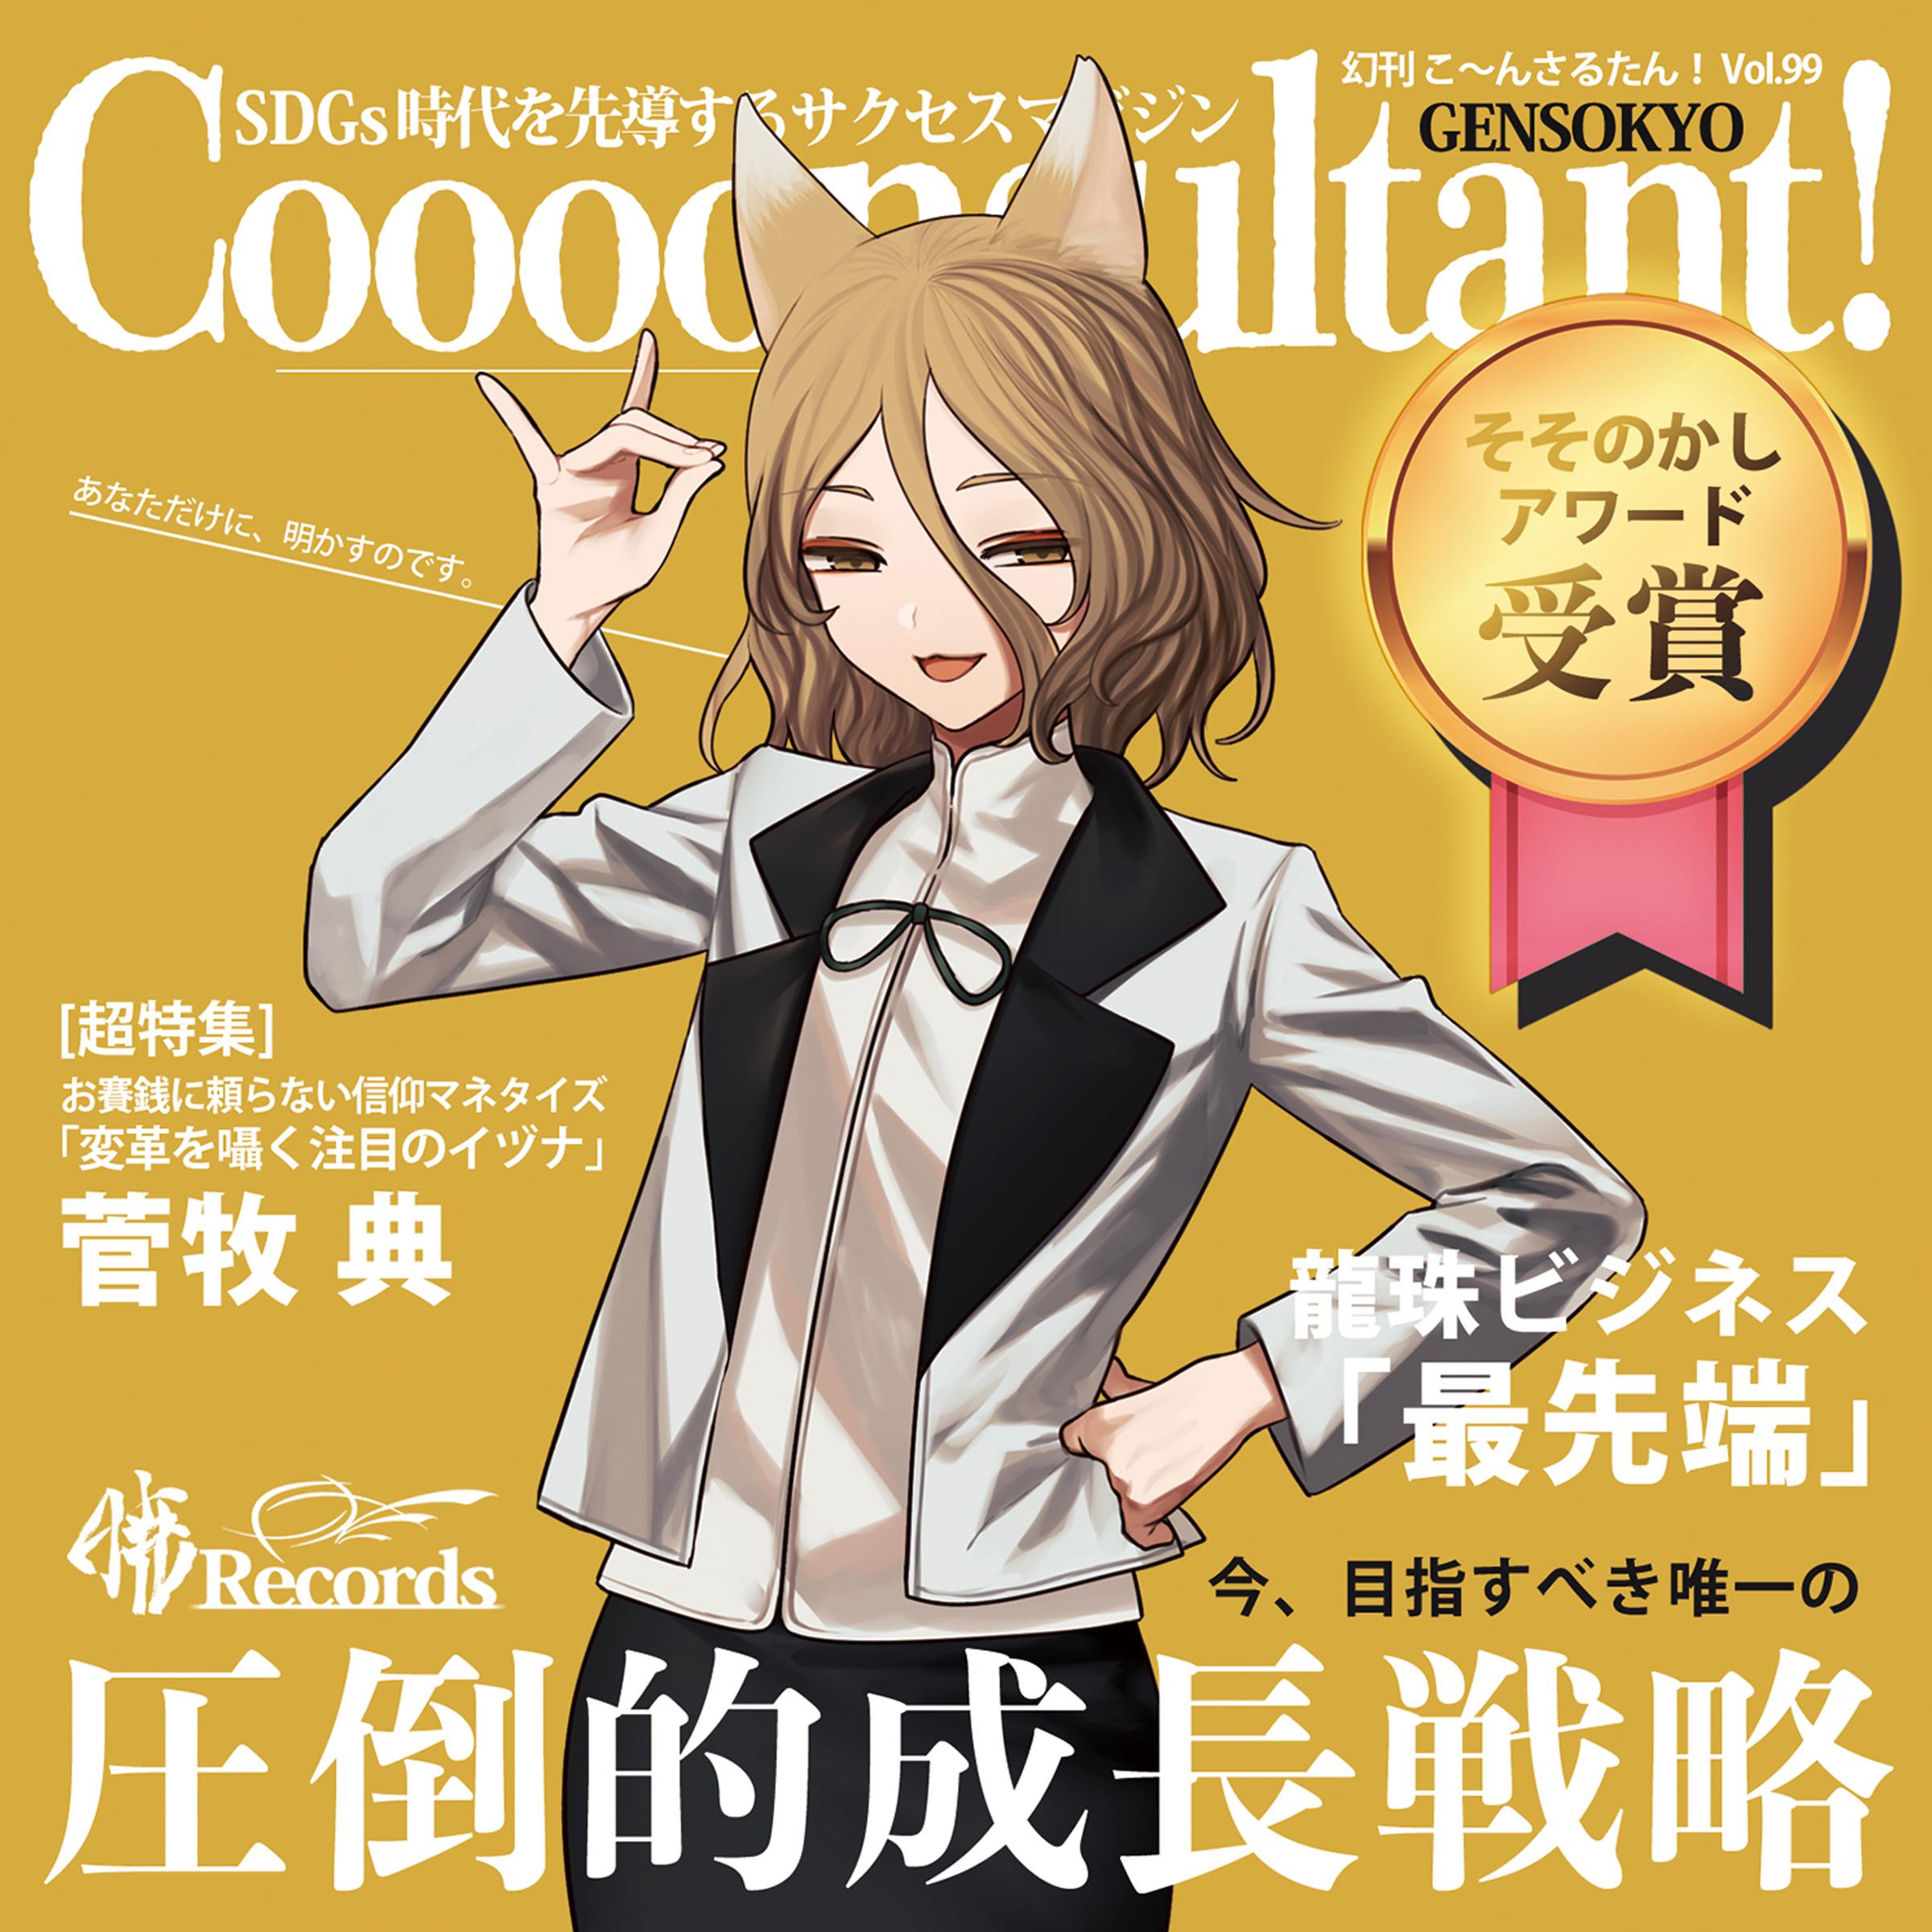 幻刊 こ〜んさるたん！ Vol.99
SDGs時代を先導するサクセスマガジン
GENSOKYO
Coooonsultant!
そそのかし
アワード
受賞
あなただけに、明かすのです。
[超特集]
お賽銭に頼らない信仰マネタイズ
「変革を囁く注目のイヅナ」
菅牧 典
龍珠ビジネス
「最先端」
Records
今、目指すべき唯一の
圧倒的成長戦略